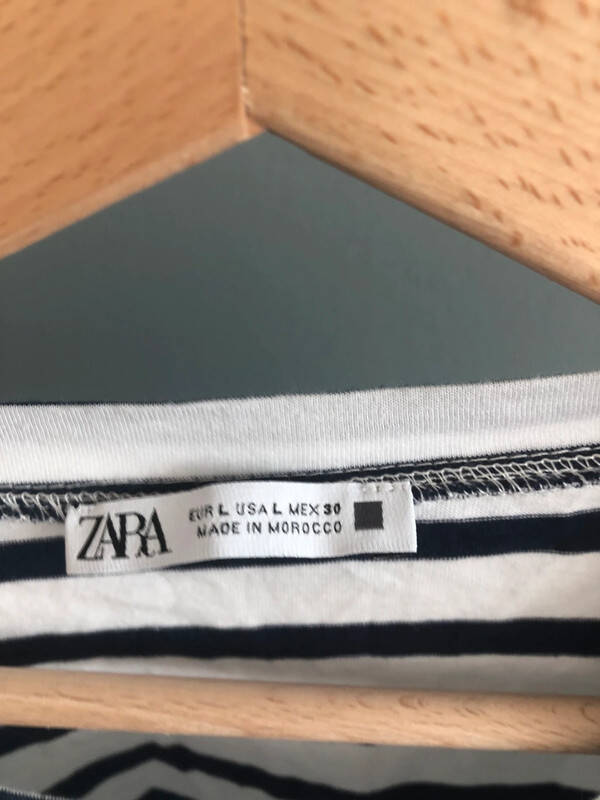 ZARA
EUR L USA L MEX 30
MADE IN MOROCCO